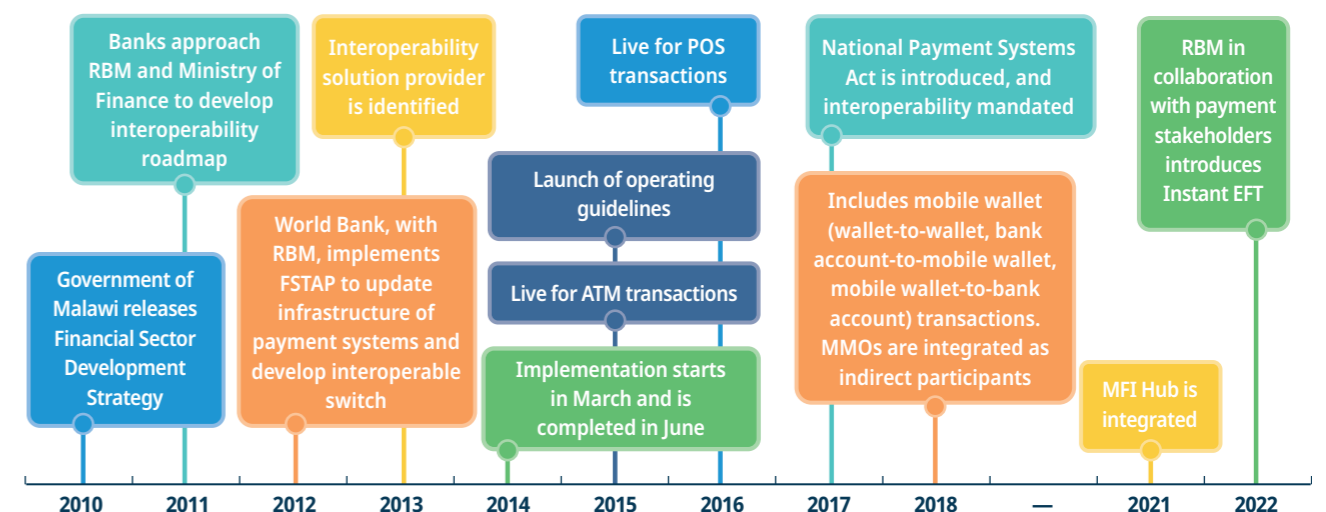 Banks approach
RBM and Ministry of
Finance to develop
interoperability
roadmap
Interoperability
solution provider
is identified
Live for POS
transactions
National Payment Systems
Act is introduced, and
interoperability mandated
RBM in
collaboration
with payment
stakeholders
introduces
Instant EFT
Government of
Malawi releases
Financial Sector
Development
Strategy
World Bank, with
RBM, implements
FSTAP to update
infrastructure of
payment systems and
develop interoperable
switch
Launch of operating
guidelines
Live for ATM transactions
Implementation starts
in March and is
completed in June
Includes mobile wallet
(wallet-to-wallet, bank
account-to-mobile wallet,
mobile wallet-to-bank
account) transactions.
MMOs are integrated as
indirect participants
MFI Hub is
integrated
2010 2011 2012 2013 2014 2015 2016 2017 2018 — 2021 2022